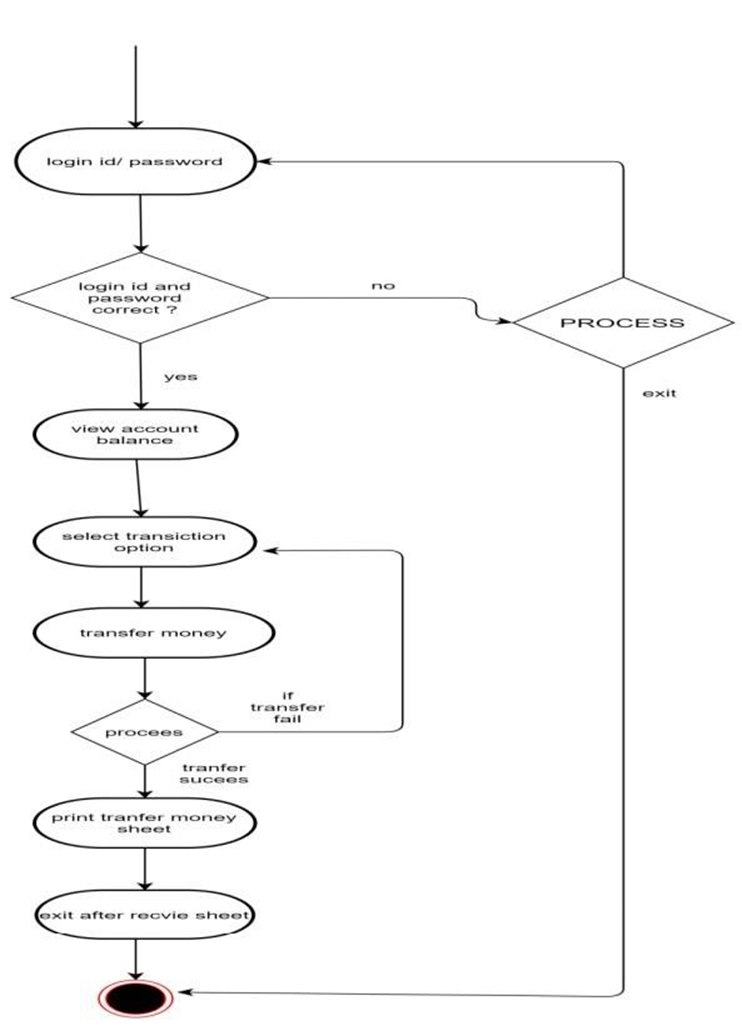 login id/ password
login id and
password
correct ?
no
PROCESS
yes
exit
view account
balance
select transiction
option
transfer money
if
transfer
fail
procees
tranfer
sucees
print tranfer money
sheet
exit after recvie sheet